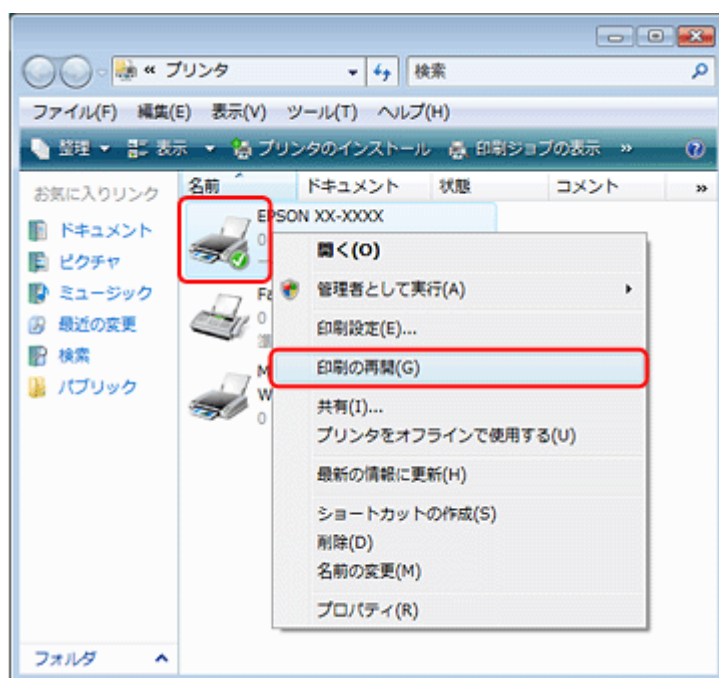 « プリンタ
検索
ファイル(F) 編集(E) 表示(V) ツール(T) ヘルプ(H)
整理 表示 プリンタのインストール 印刷ジョブの表示 »
お気に入りリンク
ドキュメント
ピクチャ
ミュージック
最近の変更
検索
パブリック
フォルダ
名前 ドキュメント 状態 コメント »
EPSON XX-XXXX
0
Fa
0
M
W
0
開く(O)
管理者として実行(A)
印刷設定(E)...
印刷の再開(G)
共有(I)...
プリンタをオフラインで使用する(U)
最新の情報に更新(H)
ショートカットの作成(S)
削除(D)
名前の変更(M)
プロパティ(R)